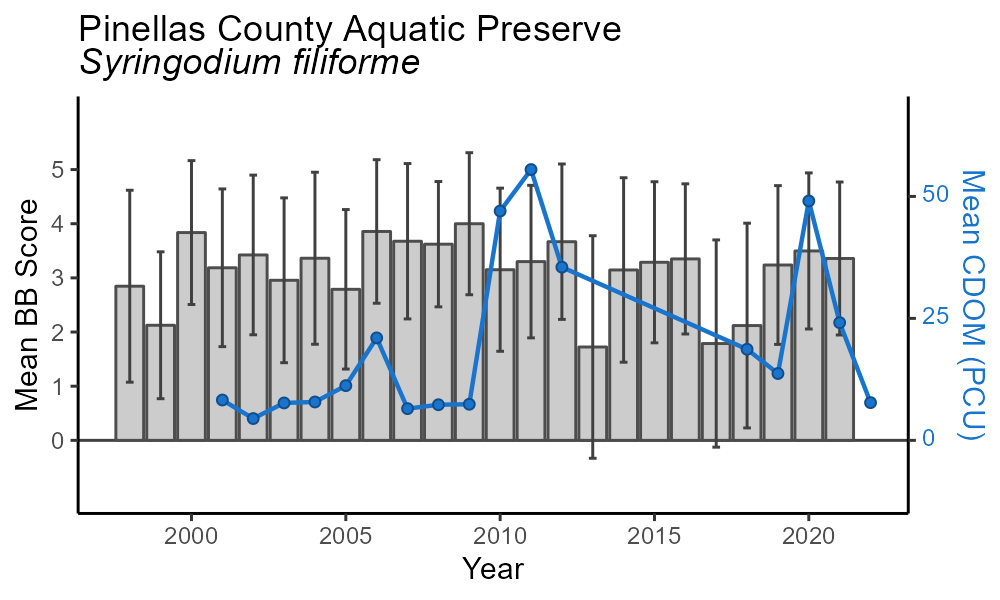 Pinellas County Aquatic Preserve
Syringodium filiforme
Mean BB Score
5
4
3
2
1
0
50
25
0
Mean CDOM (PCU)
2000
2005
2010
2015
2020
Year